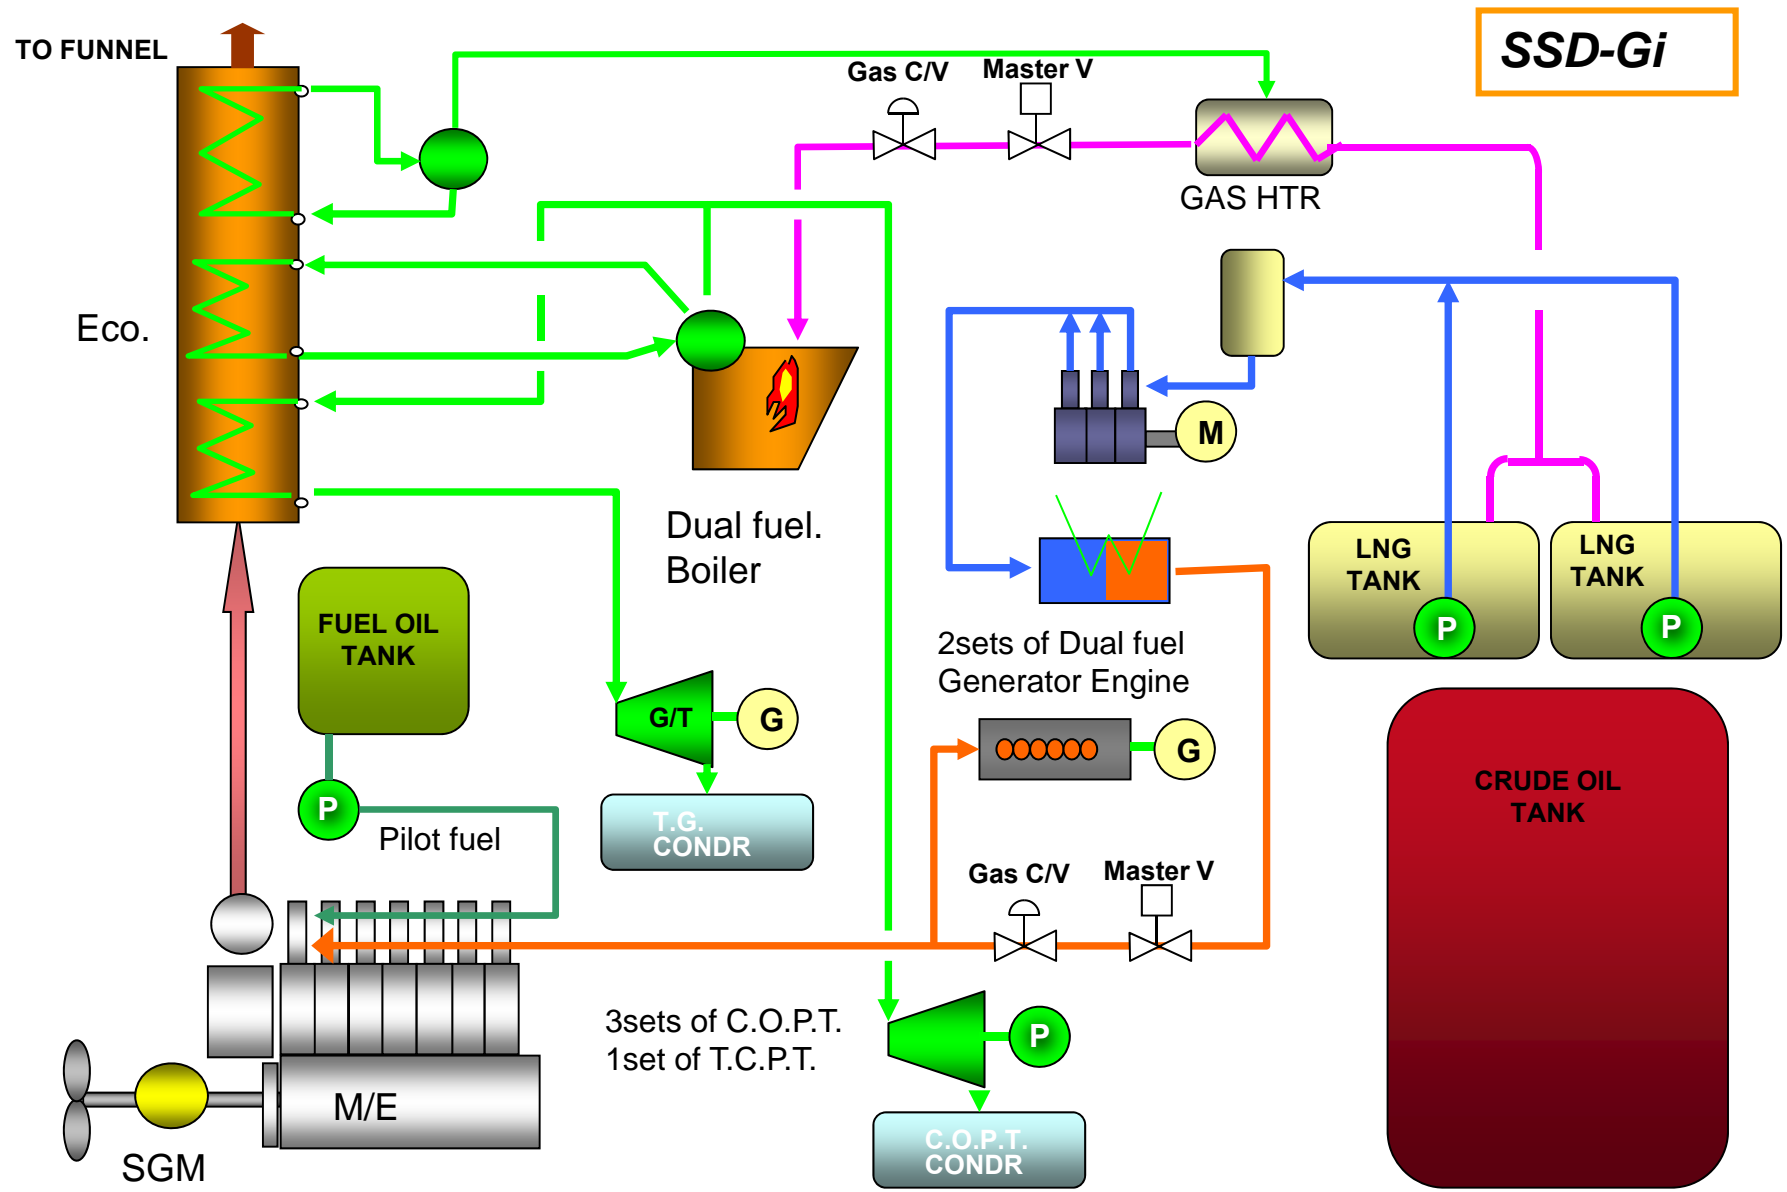 TO FUNNEL
SSD-Gi
Gas C/V
Master V
GAS HTR
Eco.
M
Dual fuel.
Boiler
LNG
TANK
LNG
TANK
P
P
FUEL OIL
TANK
2sets of Dual fuel
Generator Engine
G/T
G
G
P
Pilot fuel
T.G.
CONDR
CRUDE OIL
TANK
Gas C/V
Master V
3sets of C.O.P.T.
1set of T.C.P.T.
P
M/E
SGM
C.O.P.T.
CONDR